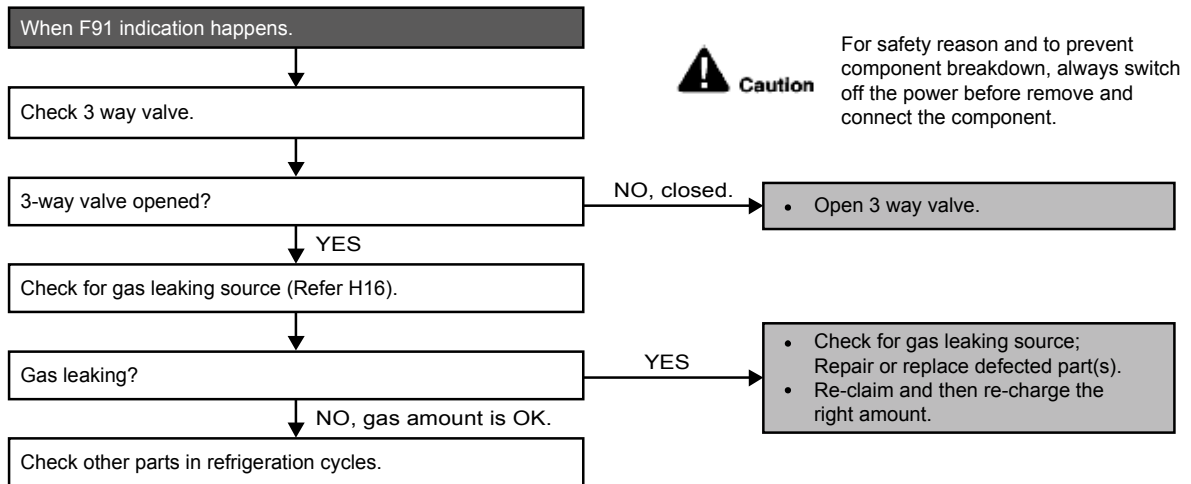 When F91 indication happens.
Caution
For safety reason and to prevent
component breakdown, always switch
off the power before remove and
connect the component.
Check 3 way valve.
3-way valve opened?
NO, closed.
• Open 3 way valve.
YES
Check for gas leaking source (Refer H16).
Gas leaking?
YES
• Check for gas leaking source;
Repair or replace defected part(s).
• Re-claim and then re-charge the
right amount.
NO, gas amount is OK.
Check other parts in refrigeration cycles.